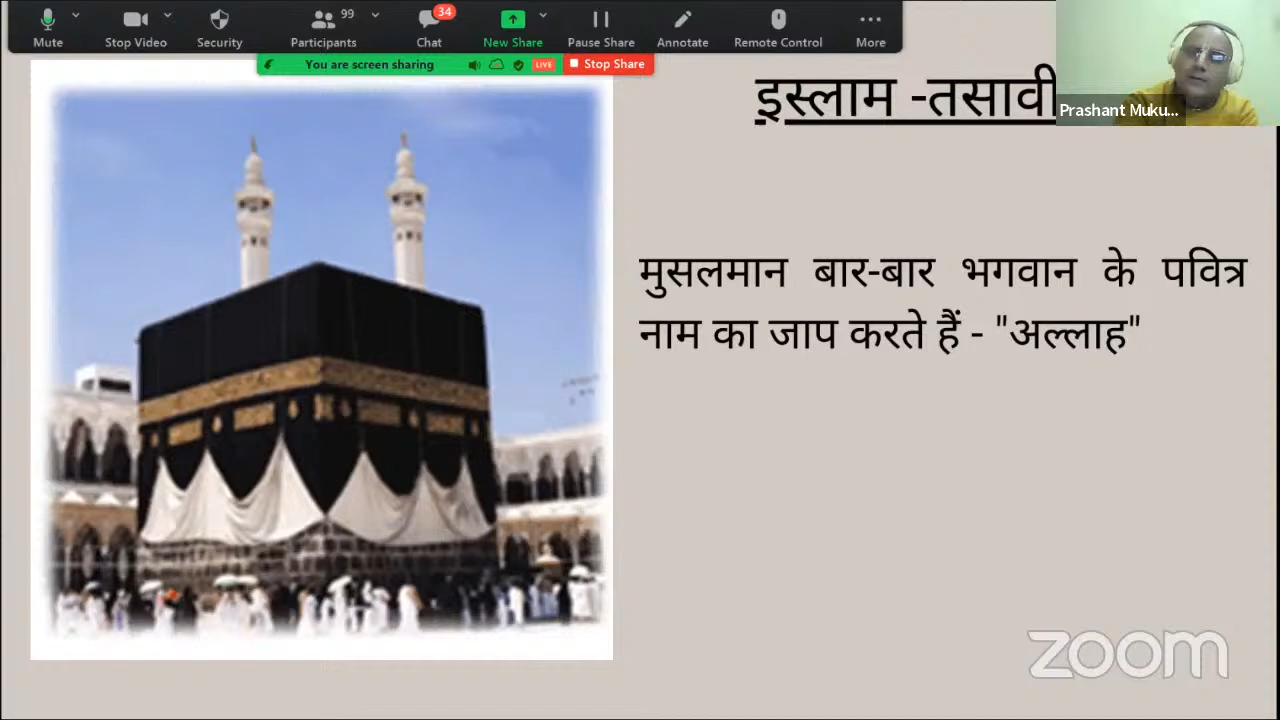 99
34
Mute
Stop Video
Security
Participants
Chat
New Share
Pause Share
Annotate
Remote Control
More
You are screen sharing
LIVE
Stop Share
Prashant Muku...
इस्लाम -तसावी
मुसलमान बार-बार भगवान के पवित्र
नाम का जाप करते हैं - "अल्लाह"
zoom